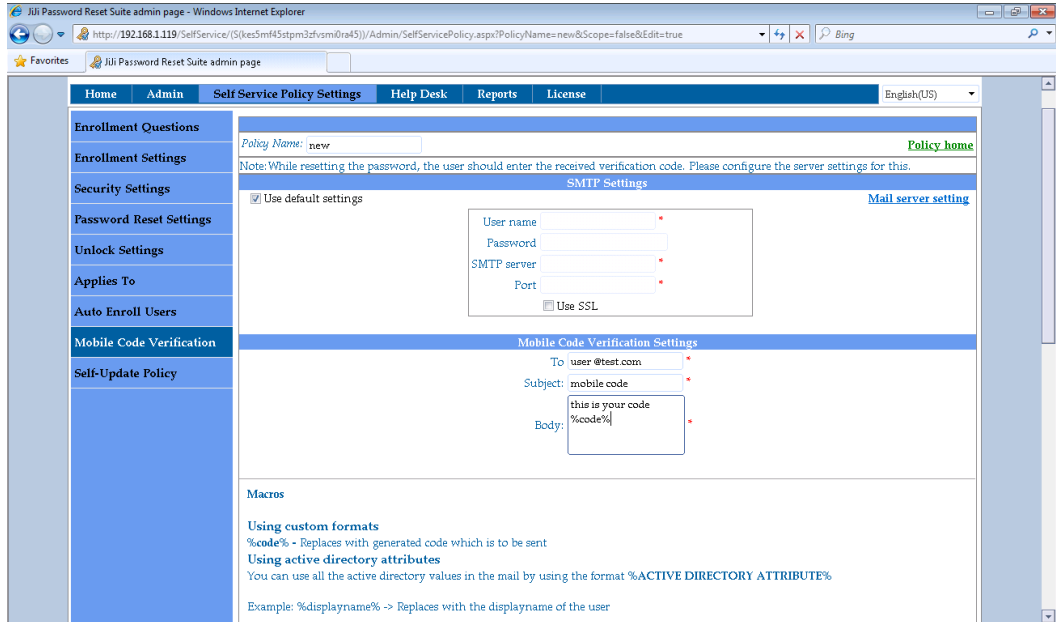 JiJi Password Reset Suite admin page - Windows Internet Explorer
http://192.168.1.119/SelfService/(S(kes5mf45stpm3zfvsmi0ra45))/Admin/SelfServicePolicy.aspx?PolicyName=new&Scope=false&Edit=true
Bing
Favorites
JiJi Password Reset Suite admin page
Home Admin Self Service Policy Settings Help Desk Reports License English(US)
Enrollment Questions
Enrollment Settings
Security Settings
Password Reset Settings
Unlock Settings
Applies To
Auto Enroll Users
Mobile Code Verification
Self-Update Policy
Policy Name: new Policy home
Note:While resetting the password, the user should enter the received verification code. Please configure the server settings for this.
SMTP Settings
Use default settings Mail server setting
User name *
Password
SMTP server *
Port *
Use SSL
Mobile Code Verification Settings
To user @test.com *
Subject: mobile code *
Body: this is your code
%code% *
Macros
Using custom formats
%code% - Replaces with generated code which is to be sent
Using active directory attributes
You can use all the active directory values in the mail by using the format %ACTIVE DIRECTORY ATTRIBUTE%
Example: %displayname% -> Replaces with the displayname of the user